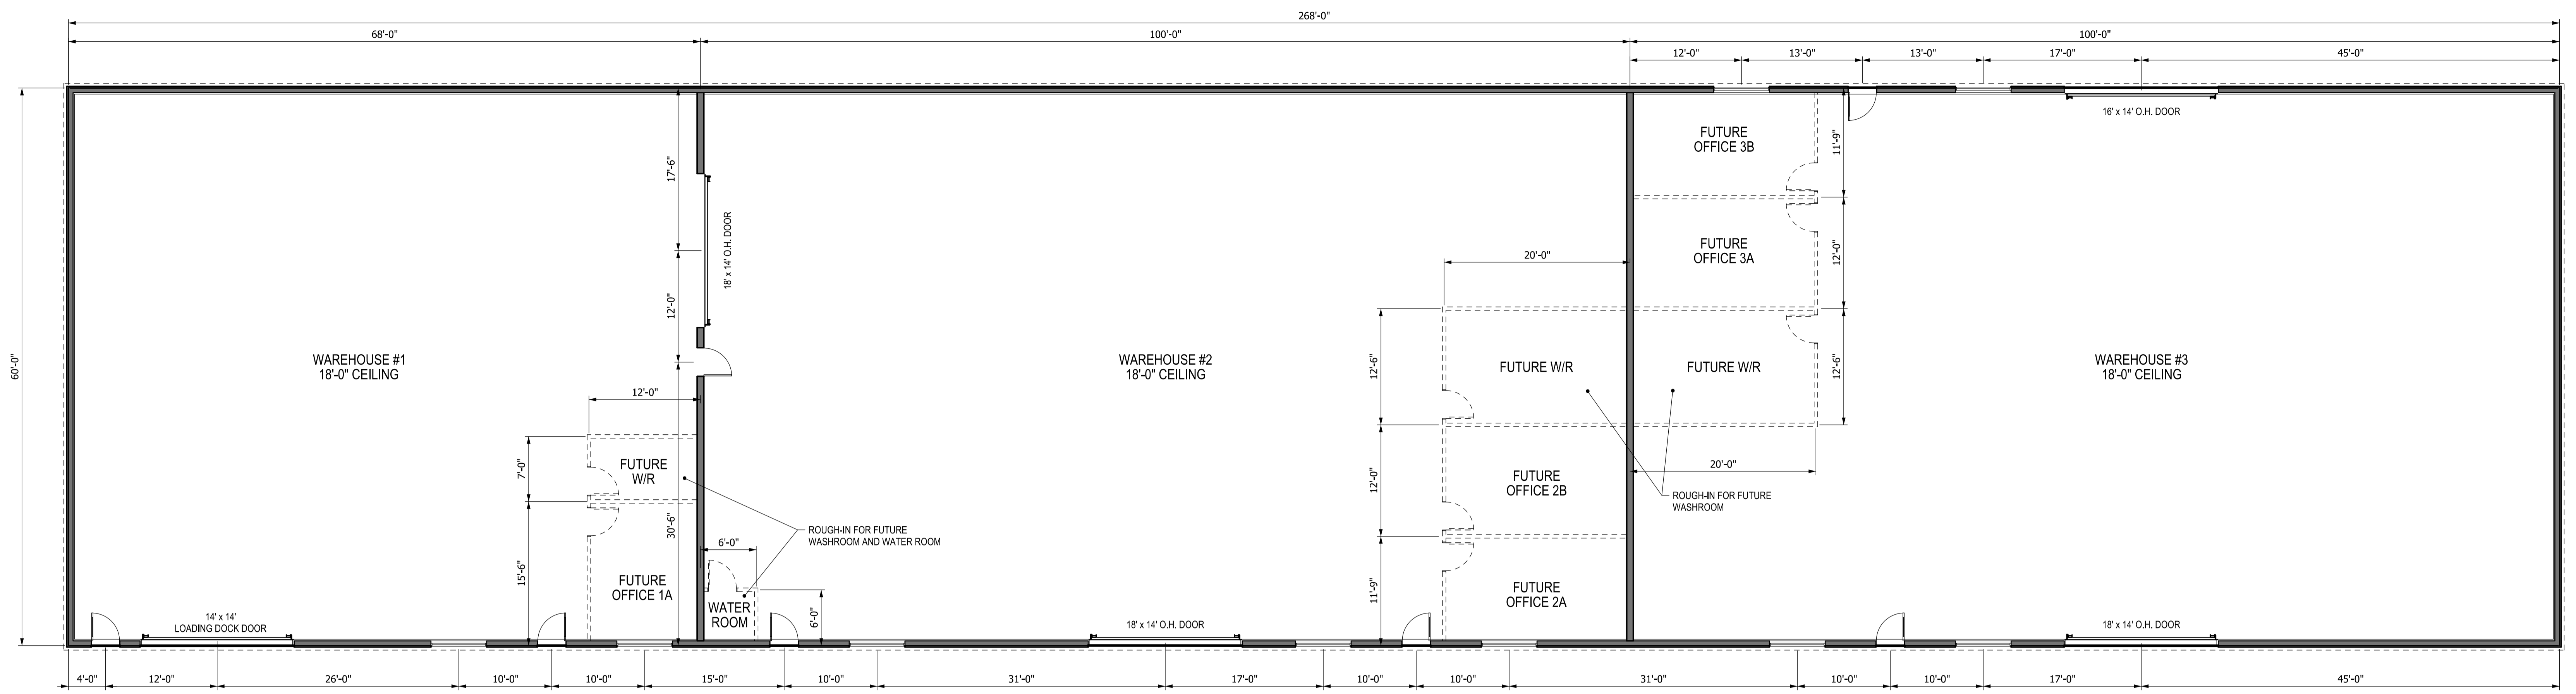 268'-0"
68'-0"
100'-0"
100'-0"
12'-0"
13'-0"
13'-0"
17'-0"
45'-0"
60'-0"
WAREHOUSE #1
18'-0" CEILING
17'-6"
12'-0"
30'-6"
18' x 14' O.H. DOOR
12'-0"
7'-0"
15'-6"
FUTURE
W/R
FUTURE
OFFICE 1A
14' x 14'
LOADING DOCK DOOR
ROUGH-IN FOR FUTURE
WASHROOM AND WATER ROOM
6'-0"
6'-0"
WATER
ROOM
WAREHOUSE #2
18'-0" CEILING
18' x 14' O.H. DOOR
20'-0"
12'-6"
12'-0"
11'-9"
FUTURE W/R
FUTURE
OFFICE 2B
FUTURE
OFFICE 2A
FUTURE
OFFICE 3B
FUTURE
OFFICE 3A
FUTURE W/R
11'-9"
12'-0"
12'-6"
20'-0"
ROUGH-IN FOR FUTURE
WASHROOM
16' x 14' O.H. DOOR
WAREHOUSE #3
18'-0" CEILING
18' x 14' O.H. DOOR
4'-0"
12'-0"
26'-0"
10'-0"
10'-0"
15'-0"
10'-0"
31'-0"
17'-0"
10'-0"
10'-0"
31'-0"
10'-0"
10'-0"
17'-0"
45'-0"